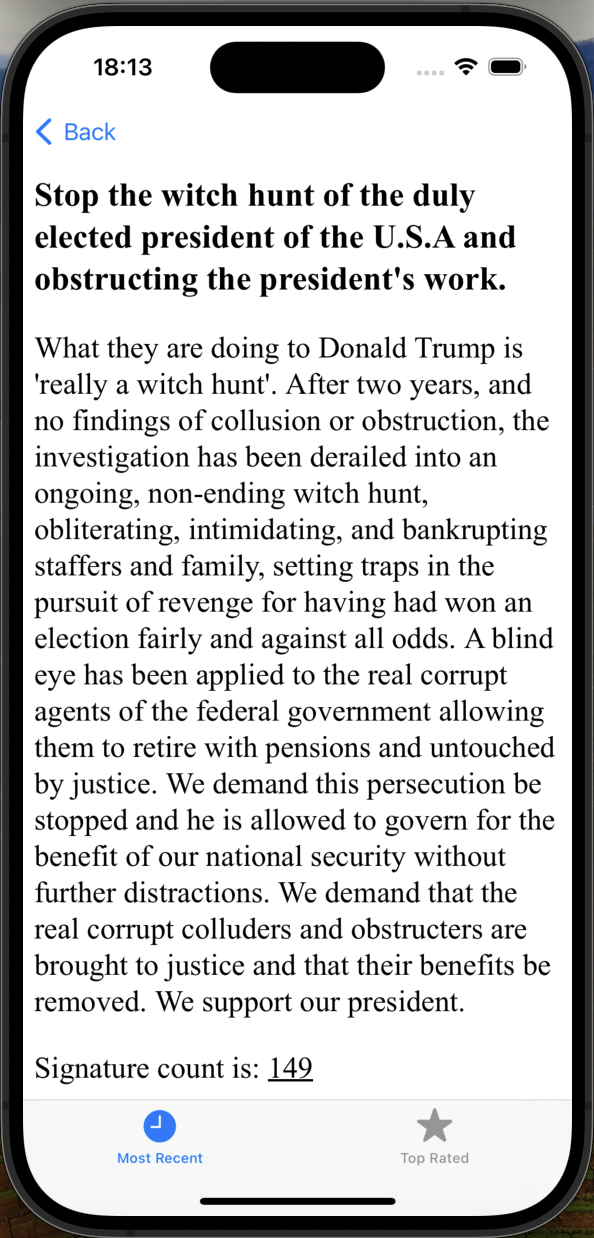 18:13
Back
Stop the witch hunt of the duly
elected president of the U.S.A and
obstructing the president's work.
What they are doing to Donald Trump is
'really a witch hunt'. After two years, and
no findings of collusion or obstruction, the
investigation has been derailed into an
ongoing, non-ending witch hunt,
obliterating, intimidating, and bankrupting
staffers and family, setting traps in the
pursuit of revenge for having had won an
election fairly and against all odds. A blind
eye has been applied to the real corrupt
agents of the federal government allowing
them to retire with pensions and untouched
by justice. We demand this persecution be
stopped and he is allowed to govern for the
benefit of our national security without
further distractions. We demand that the
real corrupt colluders and obstructers are
brought to justice and that their benefits be
removed. We support our president.
Signature count is: 149
Most Recent
Top Rated